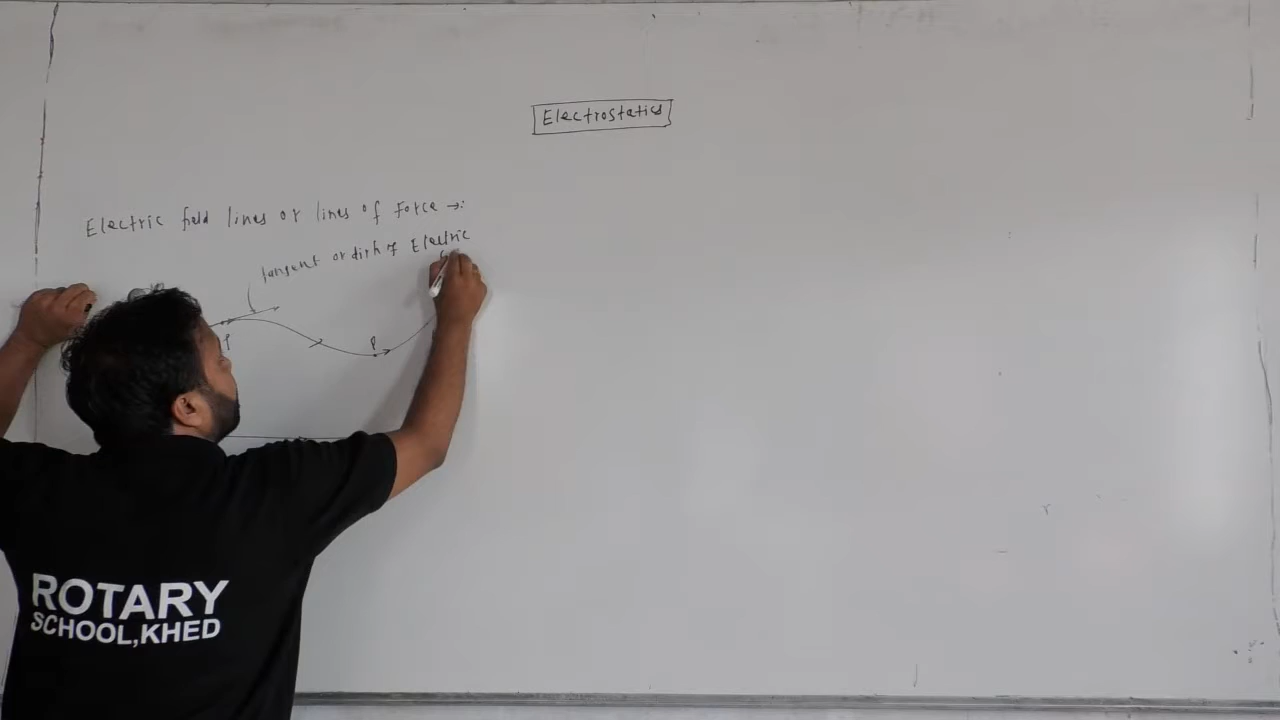 Electrostatics
Electric field lines or lines of Force →:
tangent or dirn of Electric
P
P
ROTARY
SCHOOL,KHED